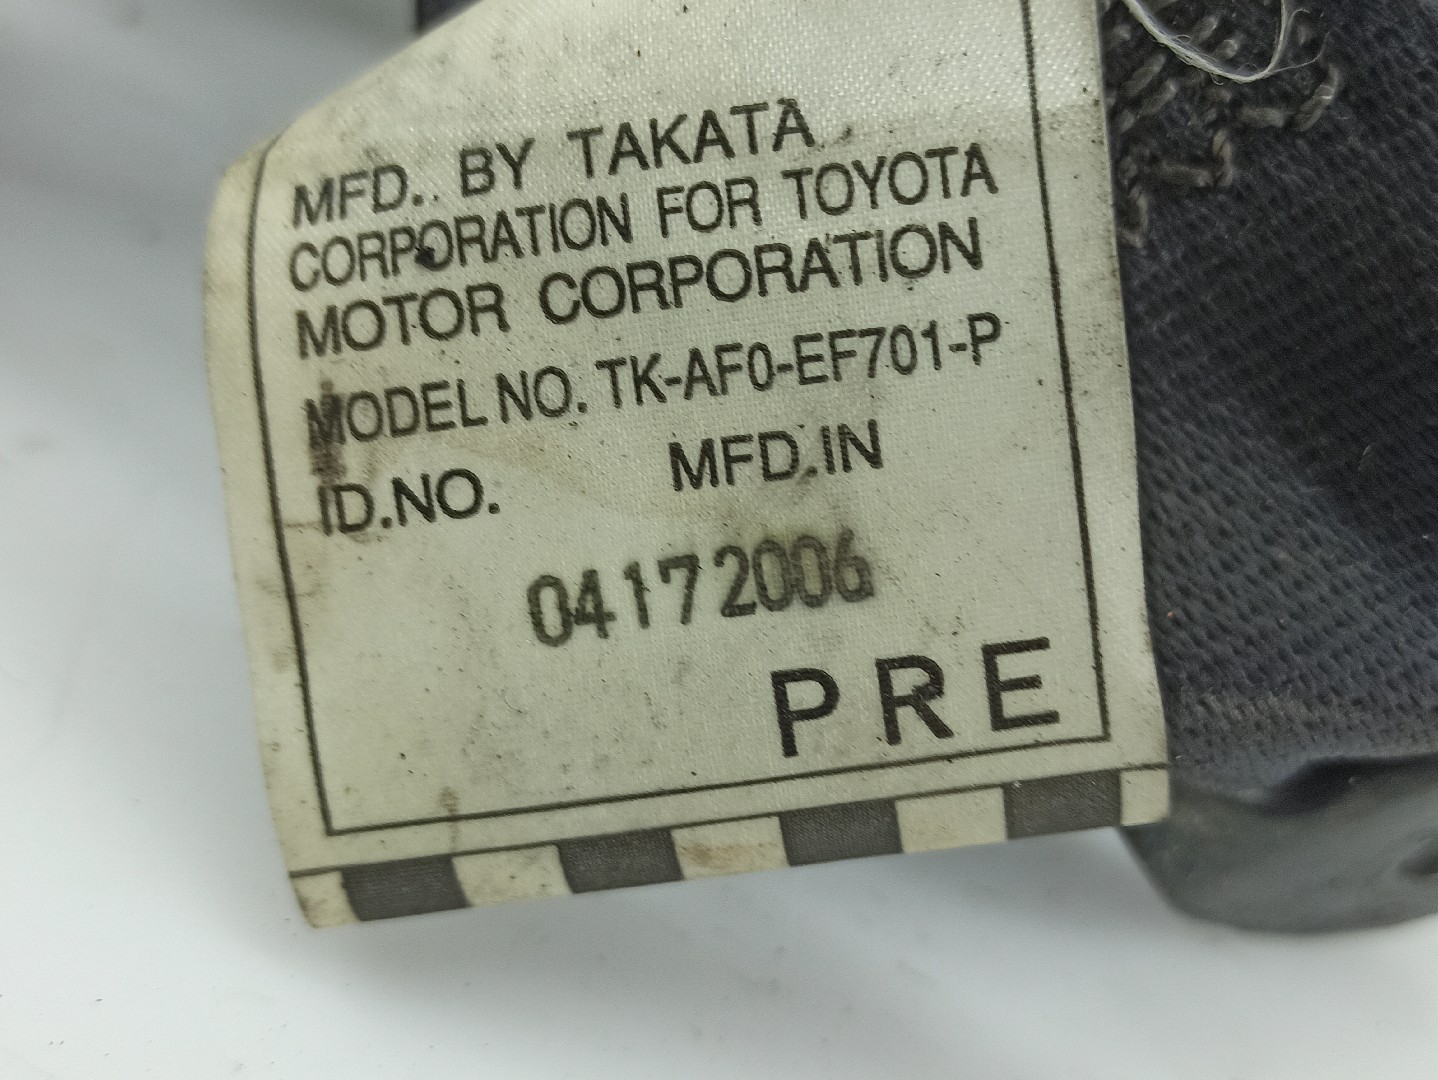 MFD. BY TAKATA
CORPORATION FOR TOYOTA
MOTOR CORPORATION
MODEL NO. TK-AF0-EF701-P
ID.NO. MFD.IN
04172006
PRE